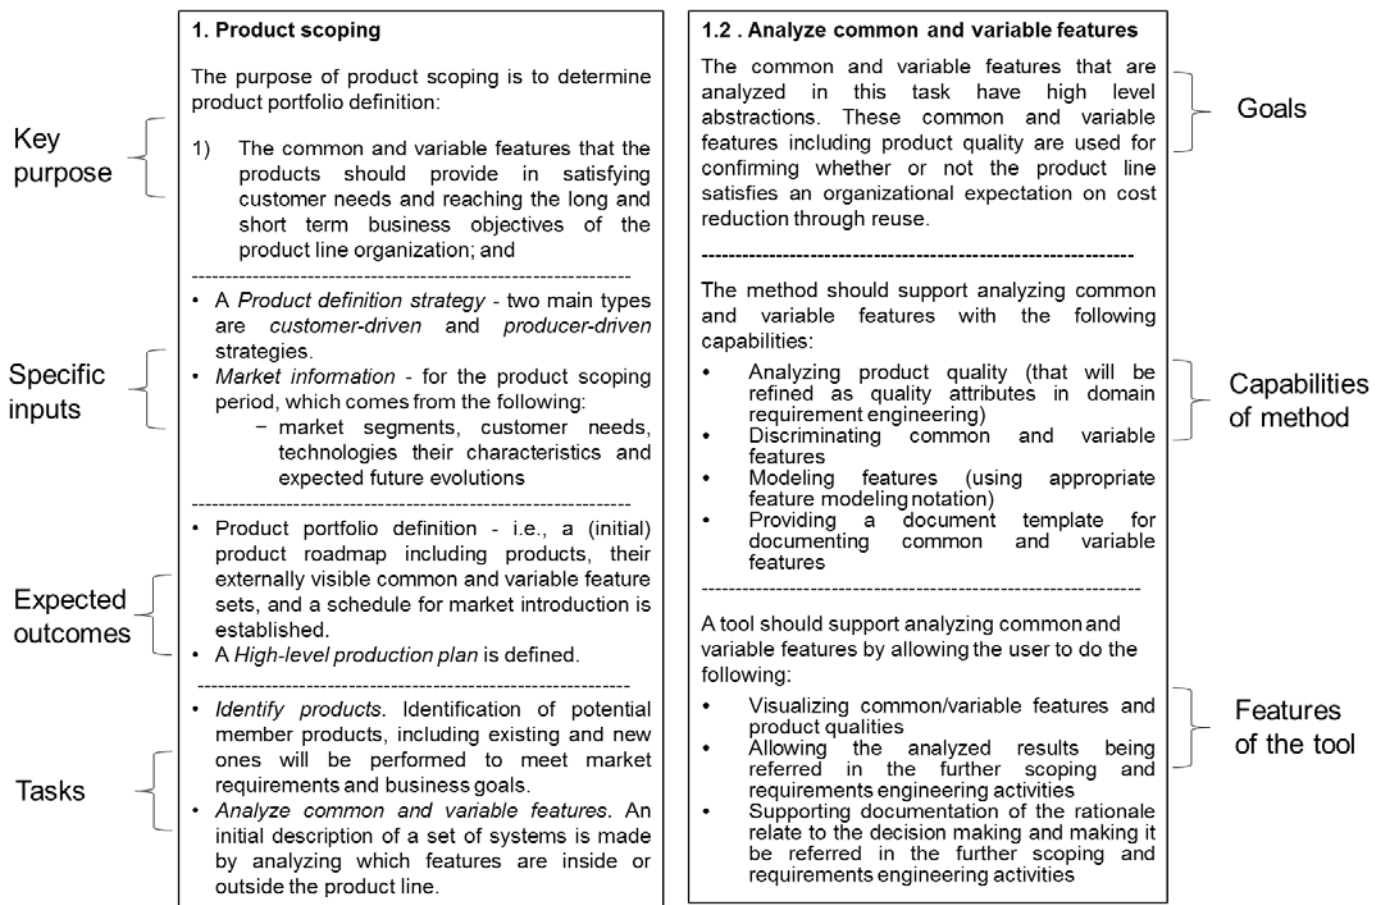 Key
purpose
Specific
inputs
Expected
outcomes
Tasks
1. Product scoping
The purpose of product scoping is to determine
product portfolio definition:
1) The common and variable features that the
products should provide in satisfying
customer needs and reaching the long and
short term business objectives of the
product line organization; and
-----------------------------------------------------------------
• A Product definition strategy - two main types
are customer-driven and producer-driven
strategies.
• Market information - for the product scoping
period, which comes from the following:
− market segments, customer needs,
technologies their characteristics and
expected future evolutions
-----------------------------------------------------------------
• Product portfolio definition - i.e., a (initial)
product roadmap including products, their
externally visible common and variable feature
sets, and a schedule for market introduction is
established.
• A High-level production plan is defined.
-----------------------------------------------------------------
• Identify products. Identification of potential
member products, including existing and new
ones will be performed to meet market
requirements and business goals.
• Analyze common and variable features. An
initial description of a set of systems is made
by analyzing which features are inside or
outside the product line.
1.2 . Analyze common and variable features
The common and variable features that are
analyzed in this task have high level
abstractions. These common and variable
features including product quality are used for
confirming whether or not the product line
satisfies an organizational expectation on cost
reduction through reuse.
-----------------------------------------------------------------
The method should support analyzing common
and variable features with the following
capabilities:
• Analyzing product quality (that will be
refined as quality attributes in domain
requirement engineering)
• Discriminating common and variable
features
• Modeling features (using appropriate
feature modeling notation)
• Providing a document template for
documenting common and variable
features
-----------------------------------------------------------------
A tool should support analyzing common and
variable features by allowing the user to do the
following:
• Visualizing common/variable features and
product qualities
• Allowing the analyzed results being
referred in the further scoping and
requirements engineering activities
• Supporting documentation of the rationale
relate to the decision making and making it
be referred in the further scoping and
requirements engineering activities
Goals
Capabilities
of method
Features
of the tool